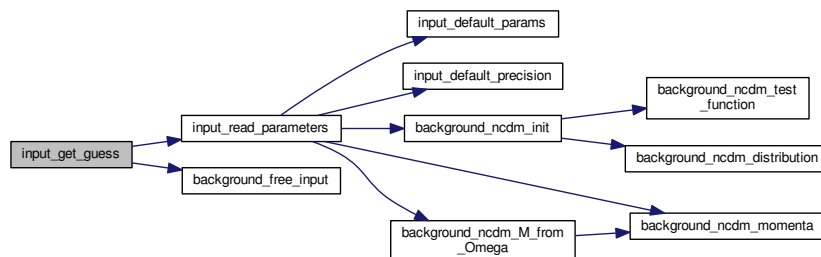 input_default_params
input_default_precision
background_ncdm_test
_function
input_read_parameters
background_ncdm_init
input_get_guess
background_ncdm_distribution
background_free_input
background_ncdm_M_from
_Omega
background_ncdm_momenta